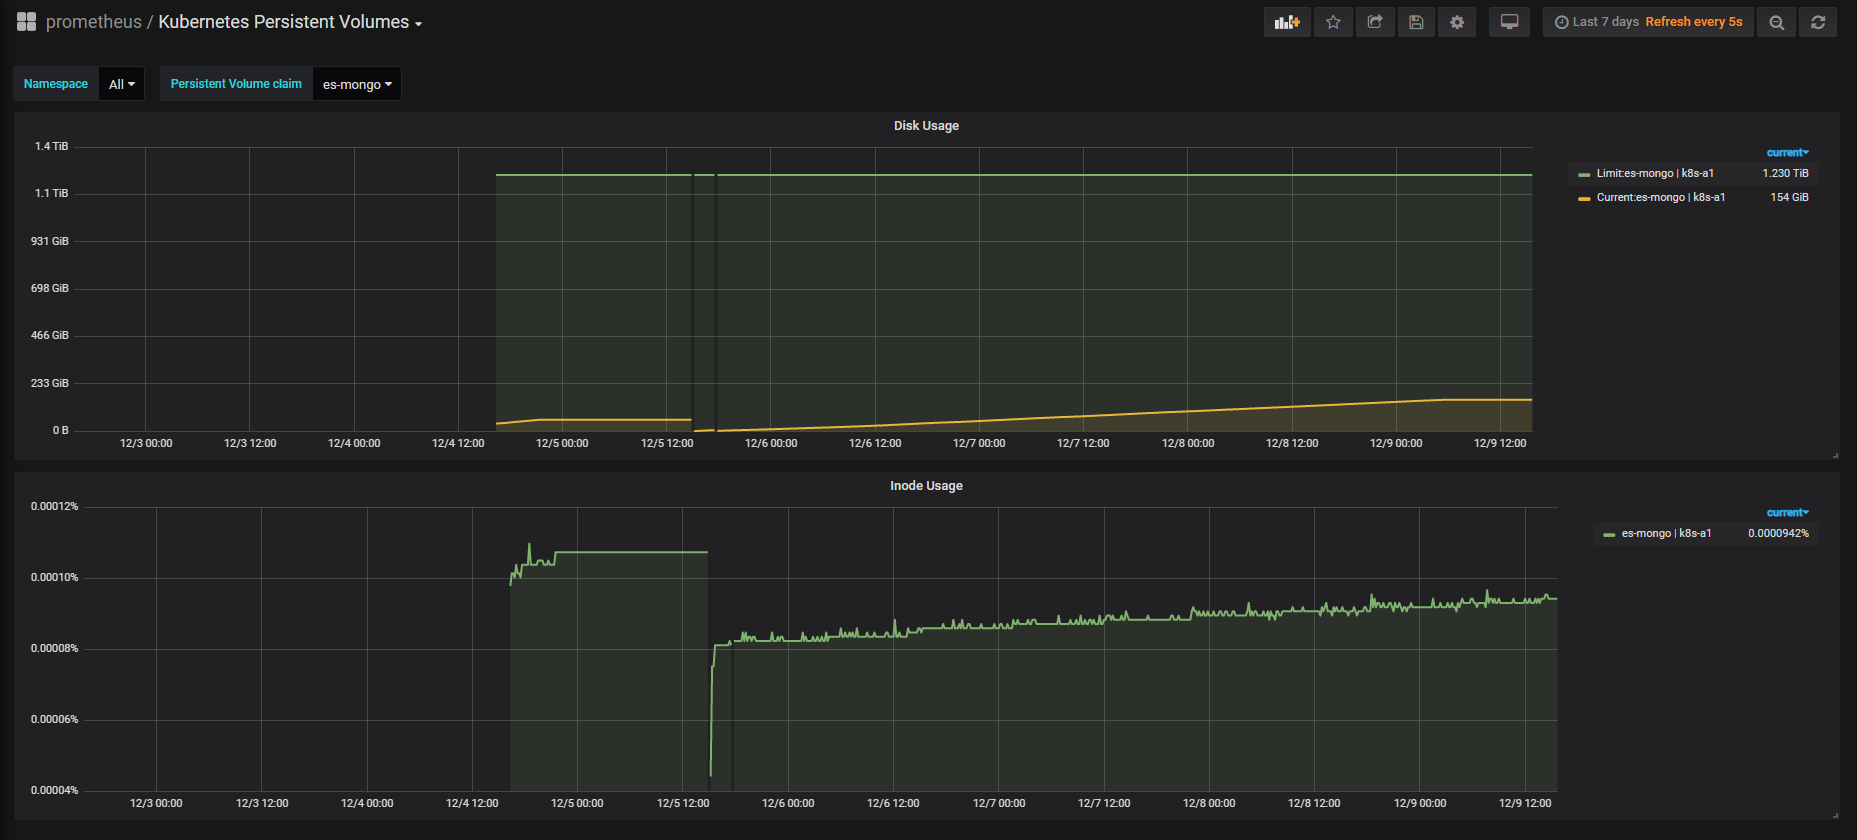 prometheus / Kubernetes Persistent Volumes
Last 7 days Refresh every 5s
Namespace All Persistent Volume claim es-mongo
Disk Usage
1.4 TiB
1.1 TiB
931 GiB
698 GiB
466 GiB
233 GiB
0 B
12/3 00:00 12/3 12:00 12/4 00:00 12/4 12:00 12/5 00:00 12/5 12:00 12/6 00:00 12/6 12:00 12/7 00:00 12/7 12:00 12/8 00:00 12/8 12:00 12/9 00:00 12/9 12:00
current
Limit:es-mongo | k8s-a1 1.230 TiB
Current:es-mongo | k8s-a1 154 GiB
Inode Usage
0.00012%
0.00010%
0.00008%
0.00006%
0.00004%
12/3 00:00 12/3 12:00 12/4 00:00 12/4 12:00 12/5 00:00 12/5 12:00 12/6 00:00 12/6 12:00 12/7 00:00 12/7 12:00 12/8 00:00 12/8 12:00 12/9 00:00 12/9 12:00
current
es-mongo | k8s-a1 0.0000942%